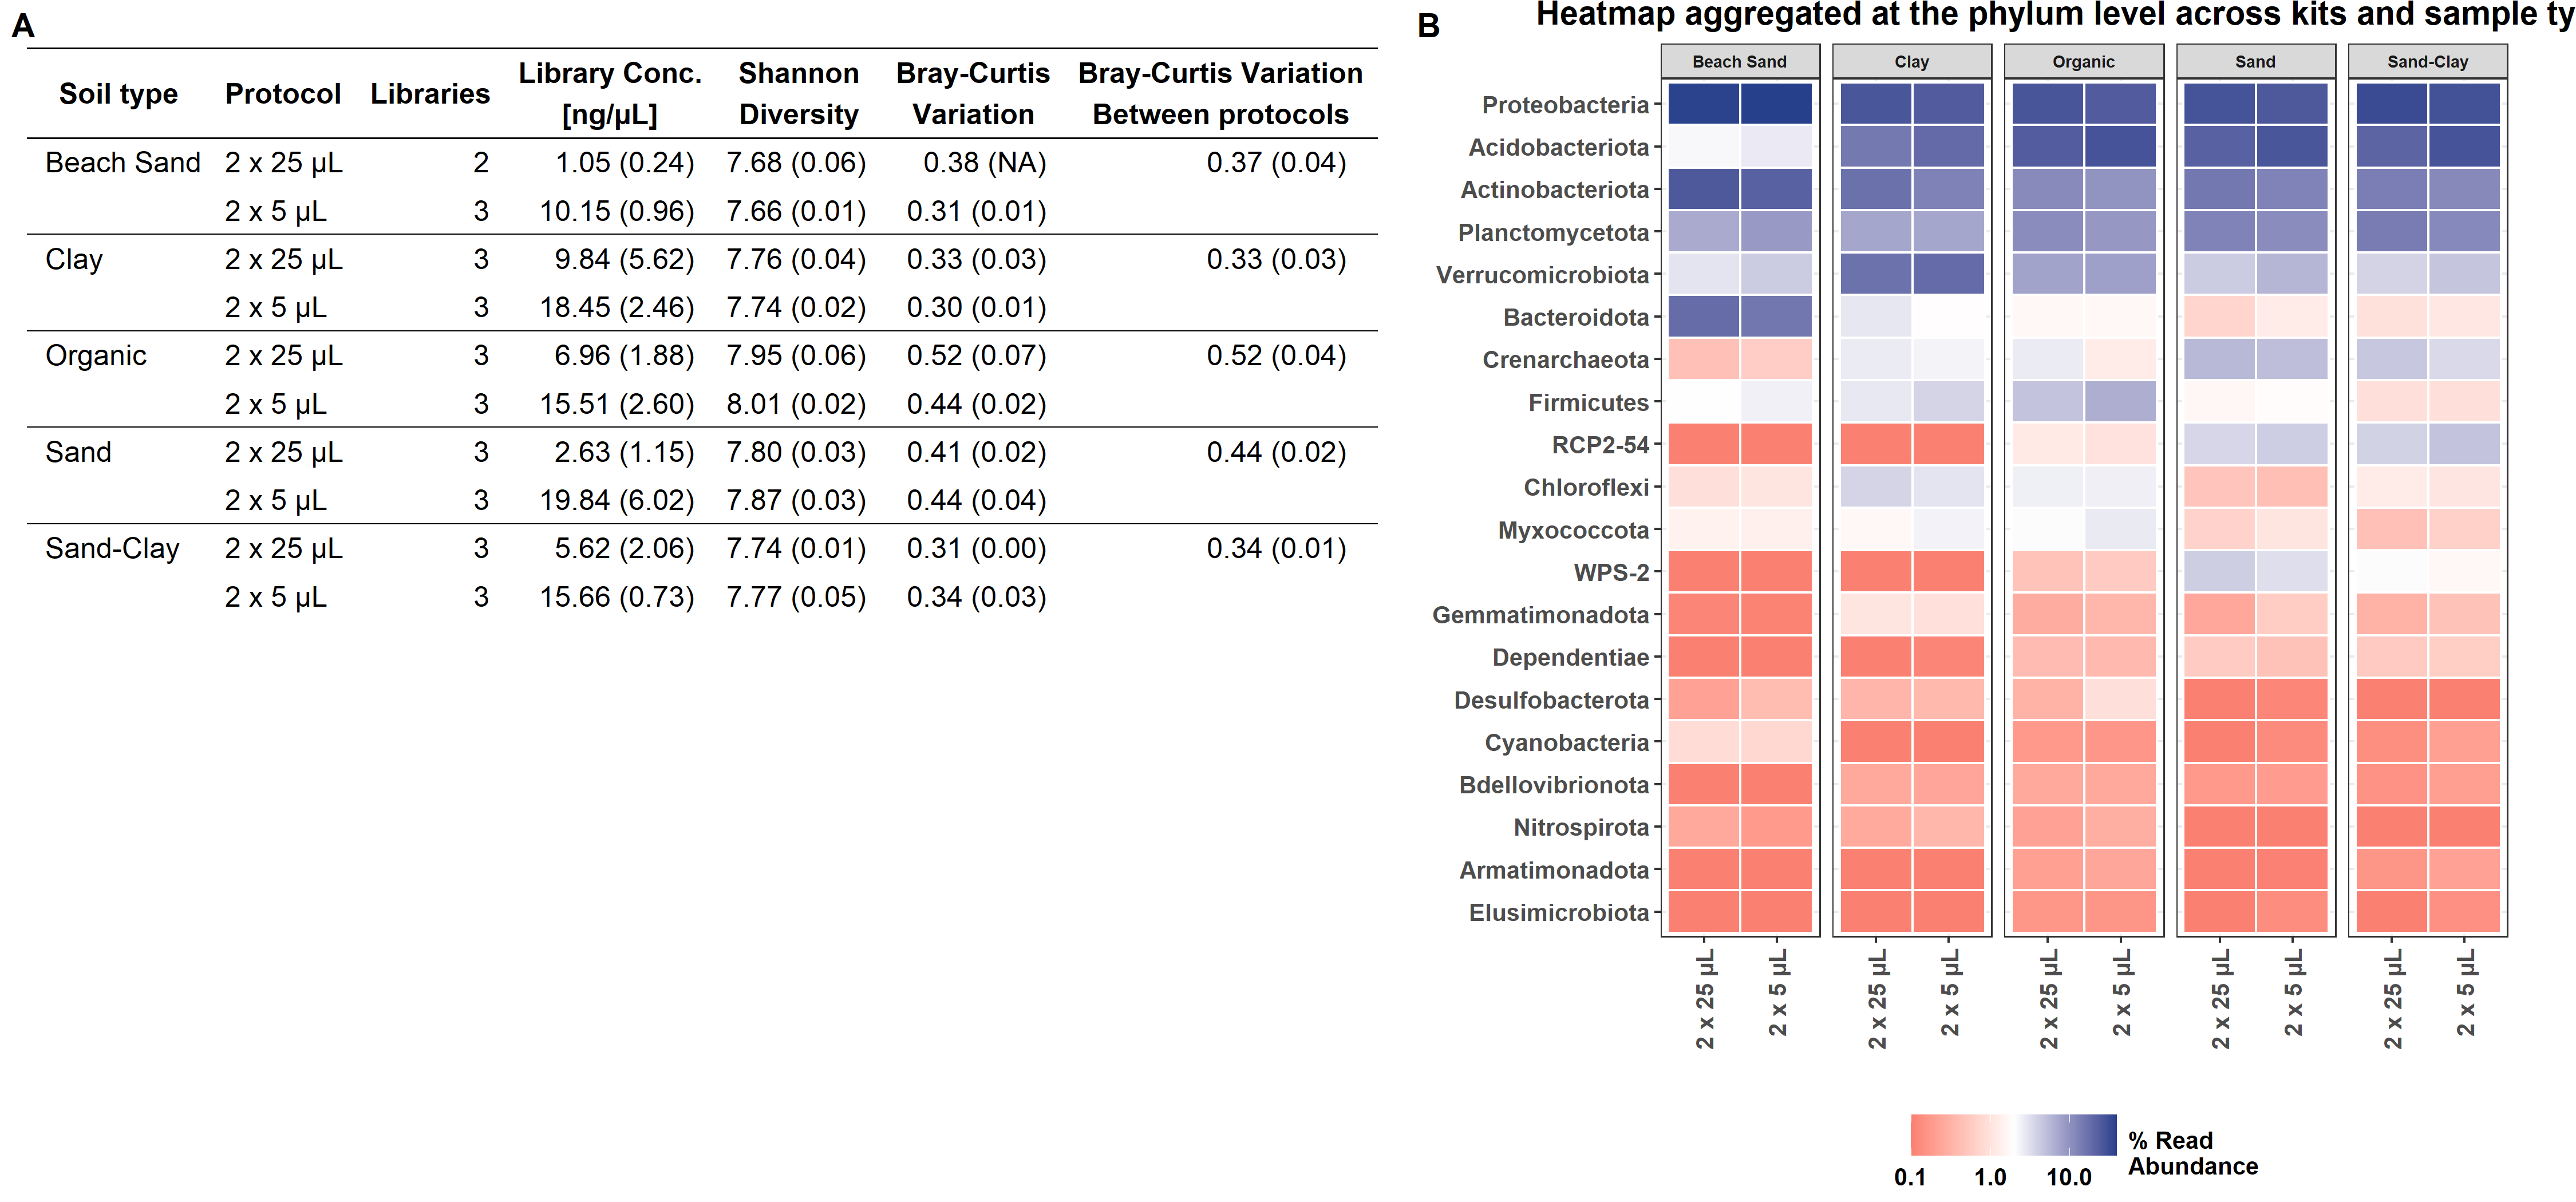 A
Soil type Protocol Libraries Library Conc. [ng/µL] Shannon Diversity Bray-Curtis Variation Bray-Curtis Variation Between protocols
Beach Sand 2 x 25 µL 2 1.05 (0.24) 7.68 (0.06) 0.38 (NA) 0.37 (0.04)
2 x 5 µL 3 10.15 (0.96) 7.66 (0.01) 0.31 (0.01)
Clay 2 x 25 µL 3 9.84 (5.62) 7.76 (0.04) 0.33 (0.03) 0.33 (0.03)
2 x 5 µL 3 18.45 (2.46) 7.74 (0.02) 0.30 (0.01)
Organic 2 x 25 µL 3 6.96 (1.88) 7.95 (0.06) 0.52 (0.07) 0.52 (0.04)
2 x 5 µL 3 15.51 (2.60) 8.01 (0.02) 0.44 (0.02)
Sand 2 x 25 µL 3 2.63 (1.15) 7.80 (0.03) 0.41 (0.02) 0.44 (0.02)
2 x 5 µL 3 19.84 (6.02) 7.87 (0.03) 0.44 (0.04)
Sand-Clay 2 x 25 µL 3 5.62 (2.06) 7.74 (0.01) 0.31 (0.00) 0.34 (0.01)
2 x 5 µL 3 15.66 (0.73) 7.77 (0.05) 0.34 (0.03)
B
Heatmap aggregated at the phylum level across kits and sample ty
Beach Sand Clay Organic Sand Sand-Clay
Proteobacteria
Acidobacteriota
Actinobacteriota
Planctomycetota
Verrucomicrobiota
Bacteroidota
Crenarchaeota
Firmicutes
RCP2-54
Chloroflexi
Myxococcota
WPS-2
Gemmatimonadota
Dependentiae
Desulfobacterota
Cyanobacteria
Bdellovibrionota
Nitrospirota
Armatimonadota
Elusimicrobiota
2 x 25 µL 2 x 5 µL 2 x 25 µL 2 x 5 µL 2 x 25 µL 2 x 5 µL 2 x 25 µL 2 x 5 µL 2 x 25 µL 2 x 5 µL
% Read
Abundance
0.1 1.0 10.0